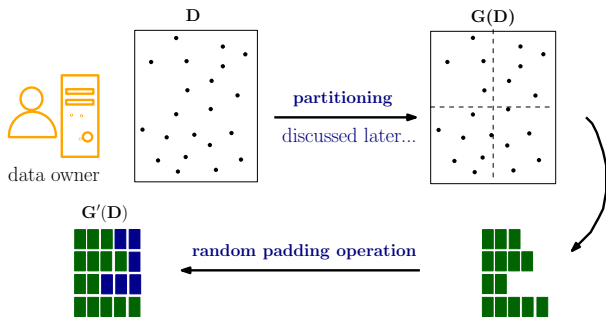 D
G(D)
partitioning
discussed later...
data owner
G′(D)
random padding operation